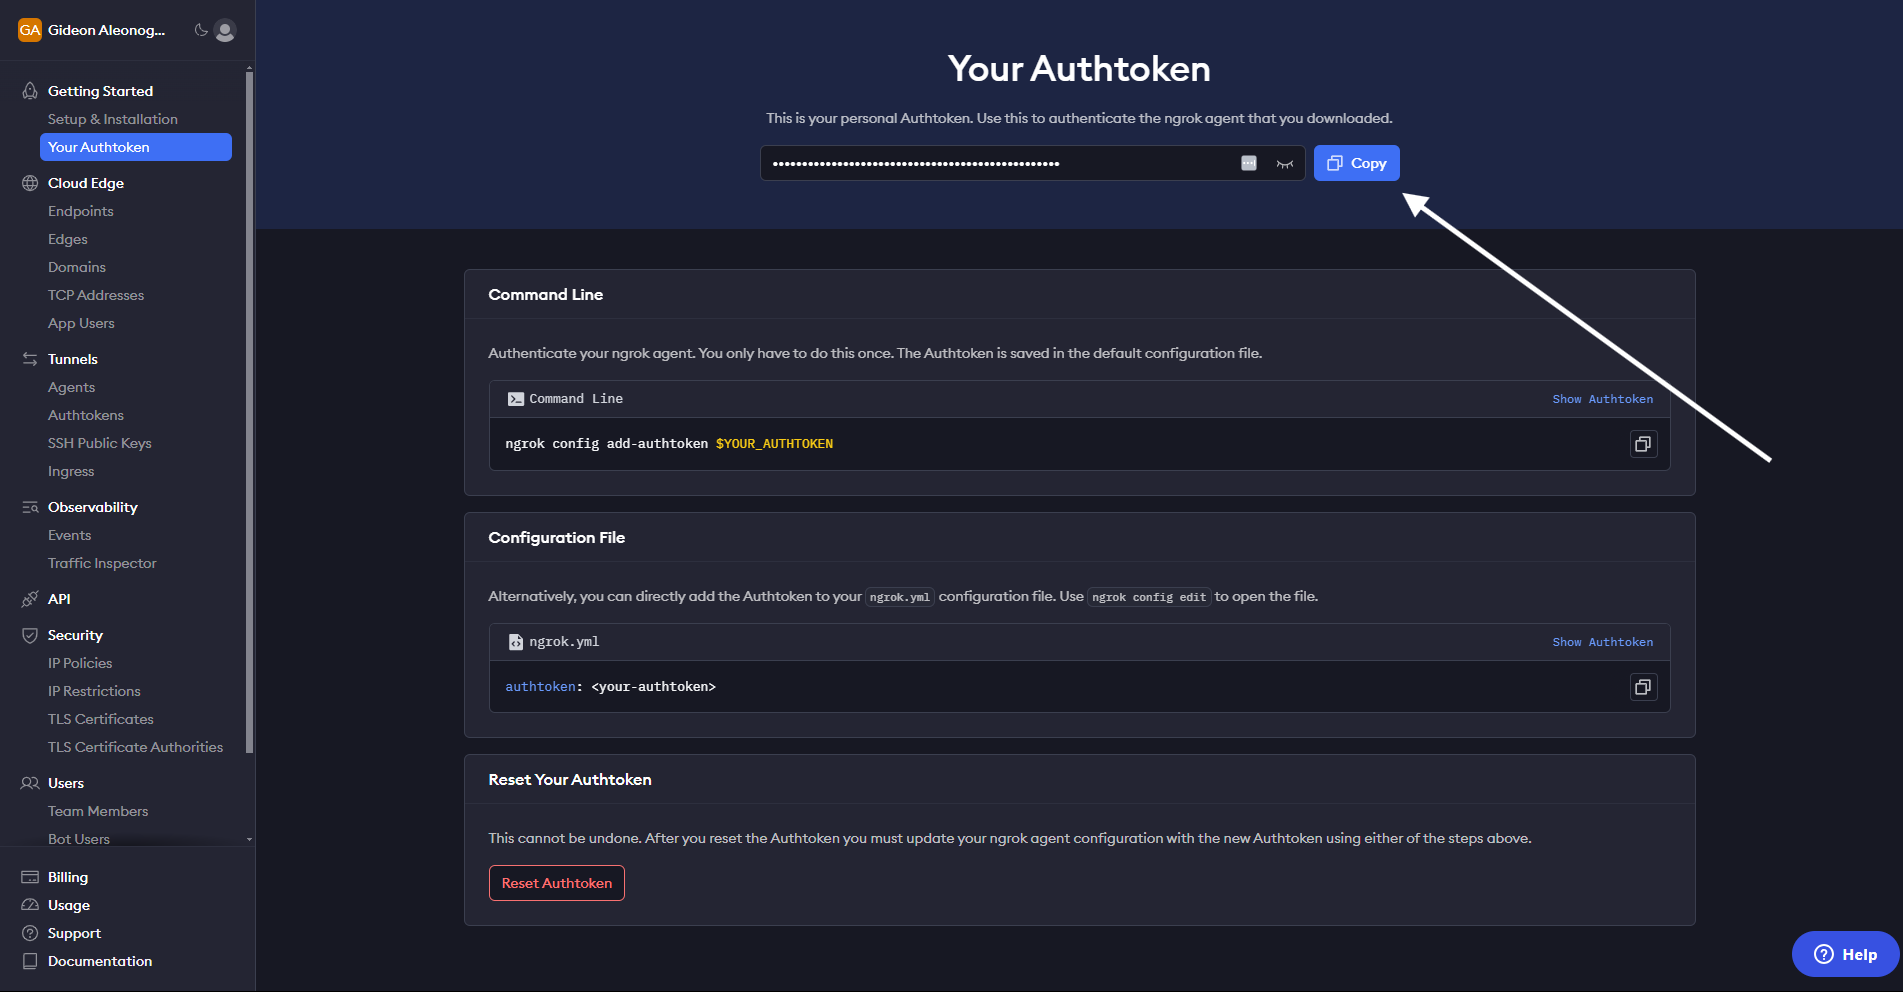 GA Gideon Aleonog...
Getting Started
Setup & Installation
Your Authtoken
Cloud Edge
Endpoints
Edges
Domains
TCP Addresses
App Users
Tunnels
Agents
Authtokens
SSH Public Keys
Ingress
Observability
Events
Traffic Inspector
API
Security
IP Policies
IP Restrictions
TLS Certificates
TLS Certificate Authorities
Users
Team Members
Bot Users
Billing
Usage
Support
Documentation
Your Authtoken
This is your personal Authtoken. Use this to authenticate the ngrok agent that you downloaded.
Copy
Command Line
Authenticate your ngrok agent. You only have to do this once. The Authtoken is saved in the default configuration file.
Command Line Show Authtoken
ngrok config add-authtoken $YOUR_AUTHTOKEN
Configuration File
Alternatively, you can directly add the Authtoken to your ngrok.yml configuration file. Use ngrok config edit to open the file.
ngrok.yml Show Authtoken
authtoken: <your-authtoken>
Reset Your Authtoken
This cannot be undone. After you reset the Authtoken you must update your ngrok agent configuration with the new Authtoken using either of the steps above.
Reset Authtoken
Help